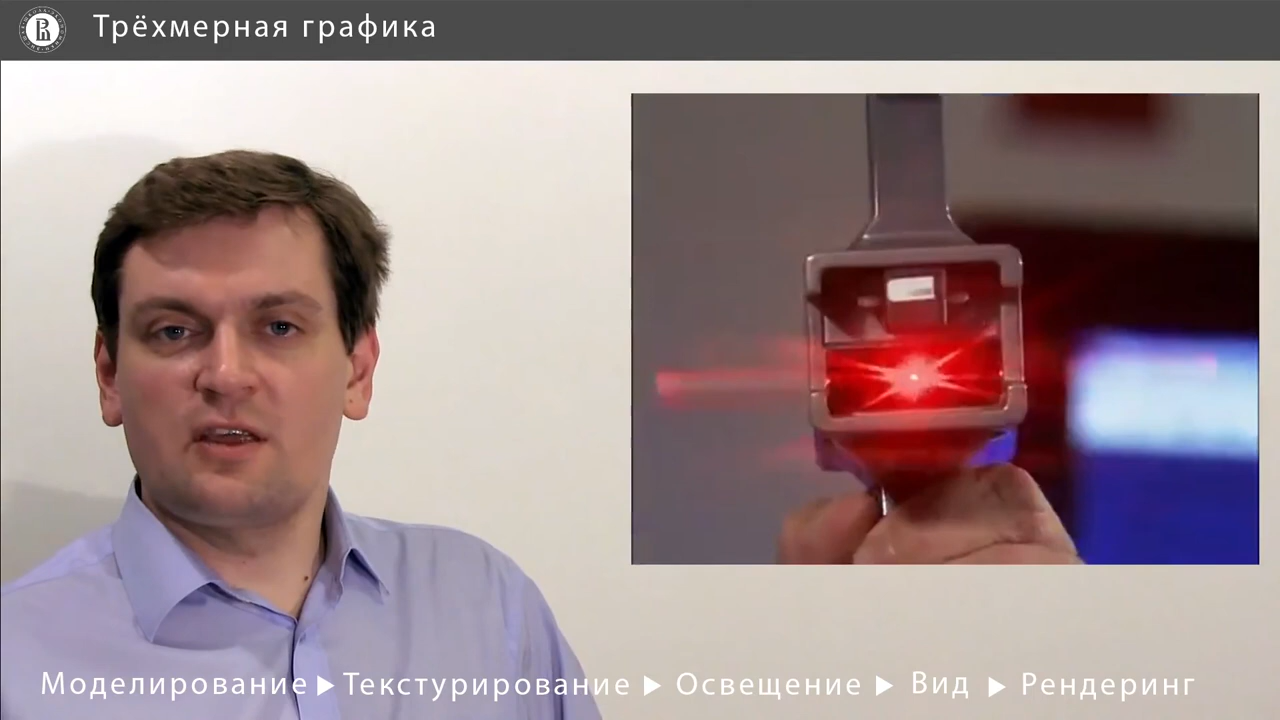 Трёхмерная графика
Моделирование ▶ Текстурирование ▶ Освещение ▶ Вид ▶ Рендеринг